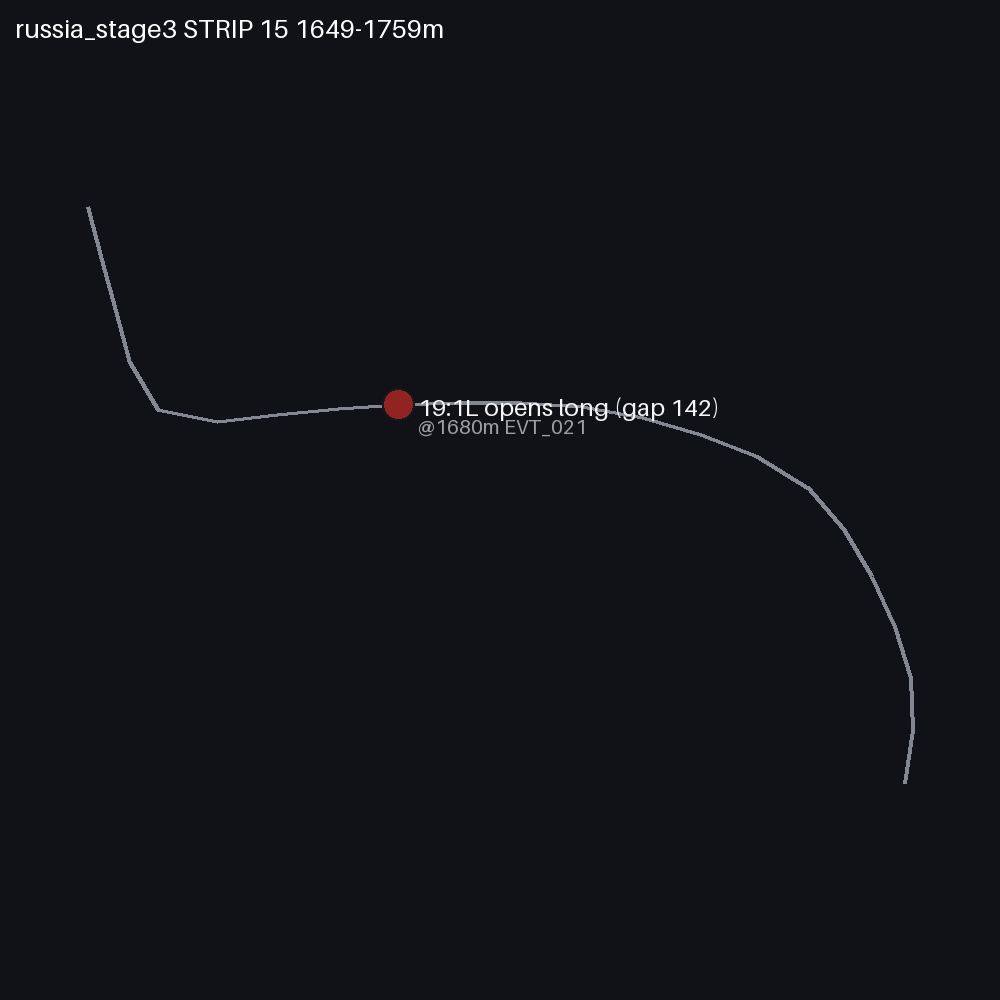 russia_stage3 STRIP 15 1649-1759m
19:1L opens long (gap 142)
@1680m EVT_021